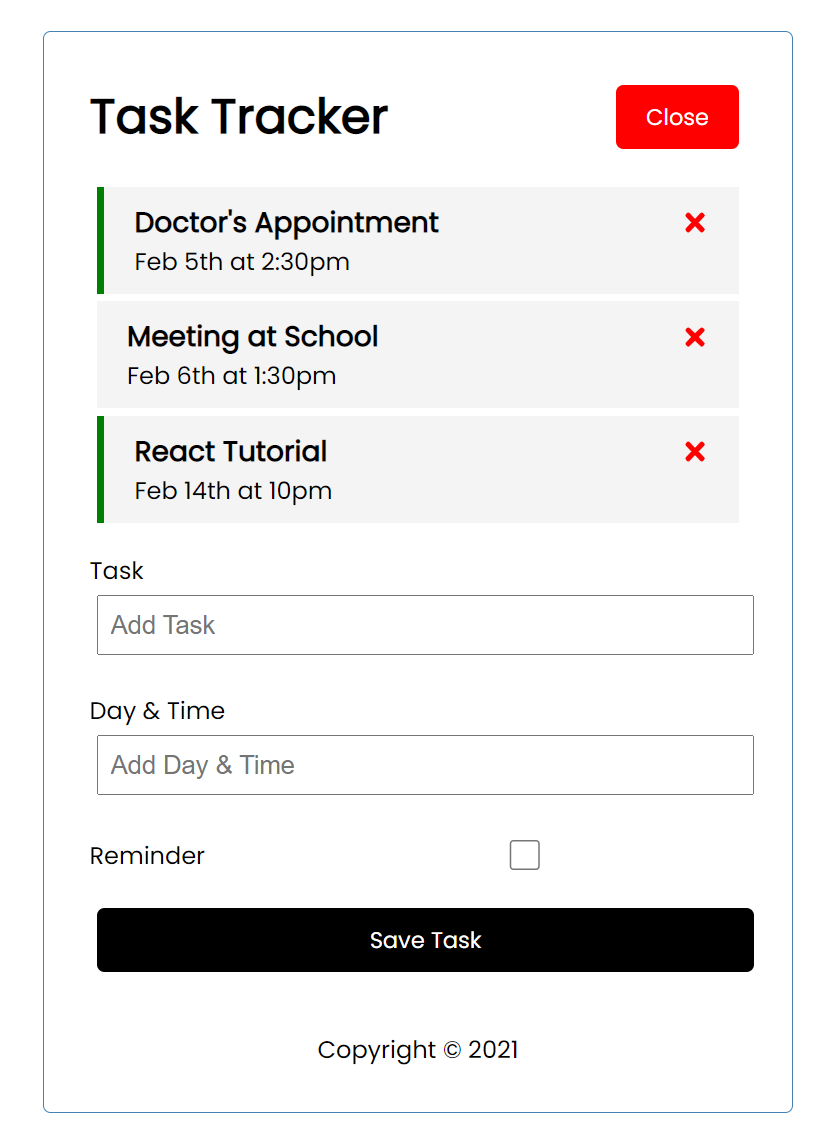 Task Tracker
Close
Doctor's Appointment
Feb 5th at 2:30pm
Meeting at School
Feb 6th at 1:30pm
React Tutorial
Feb 14th at 10pm
Task
Add Task
Day & Time
Add Day & Time
Reminder
Save Task
Copyright © 2021